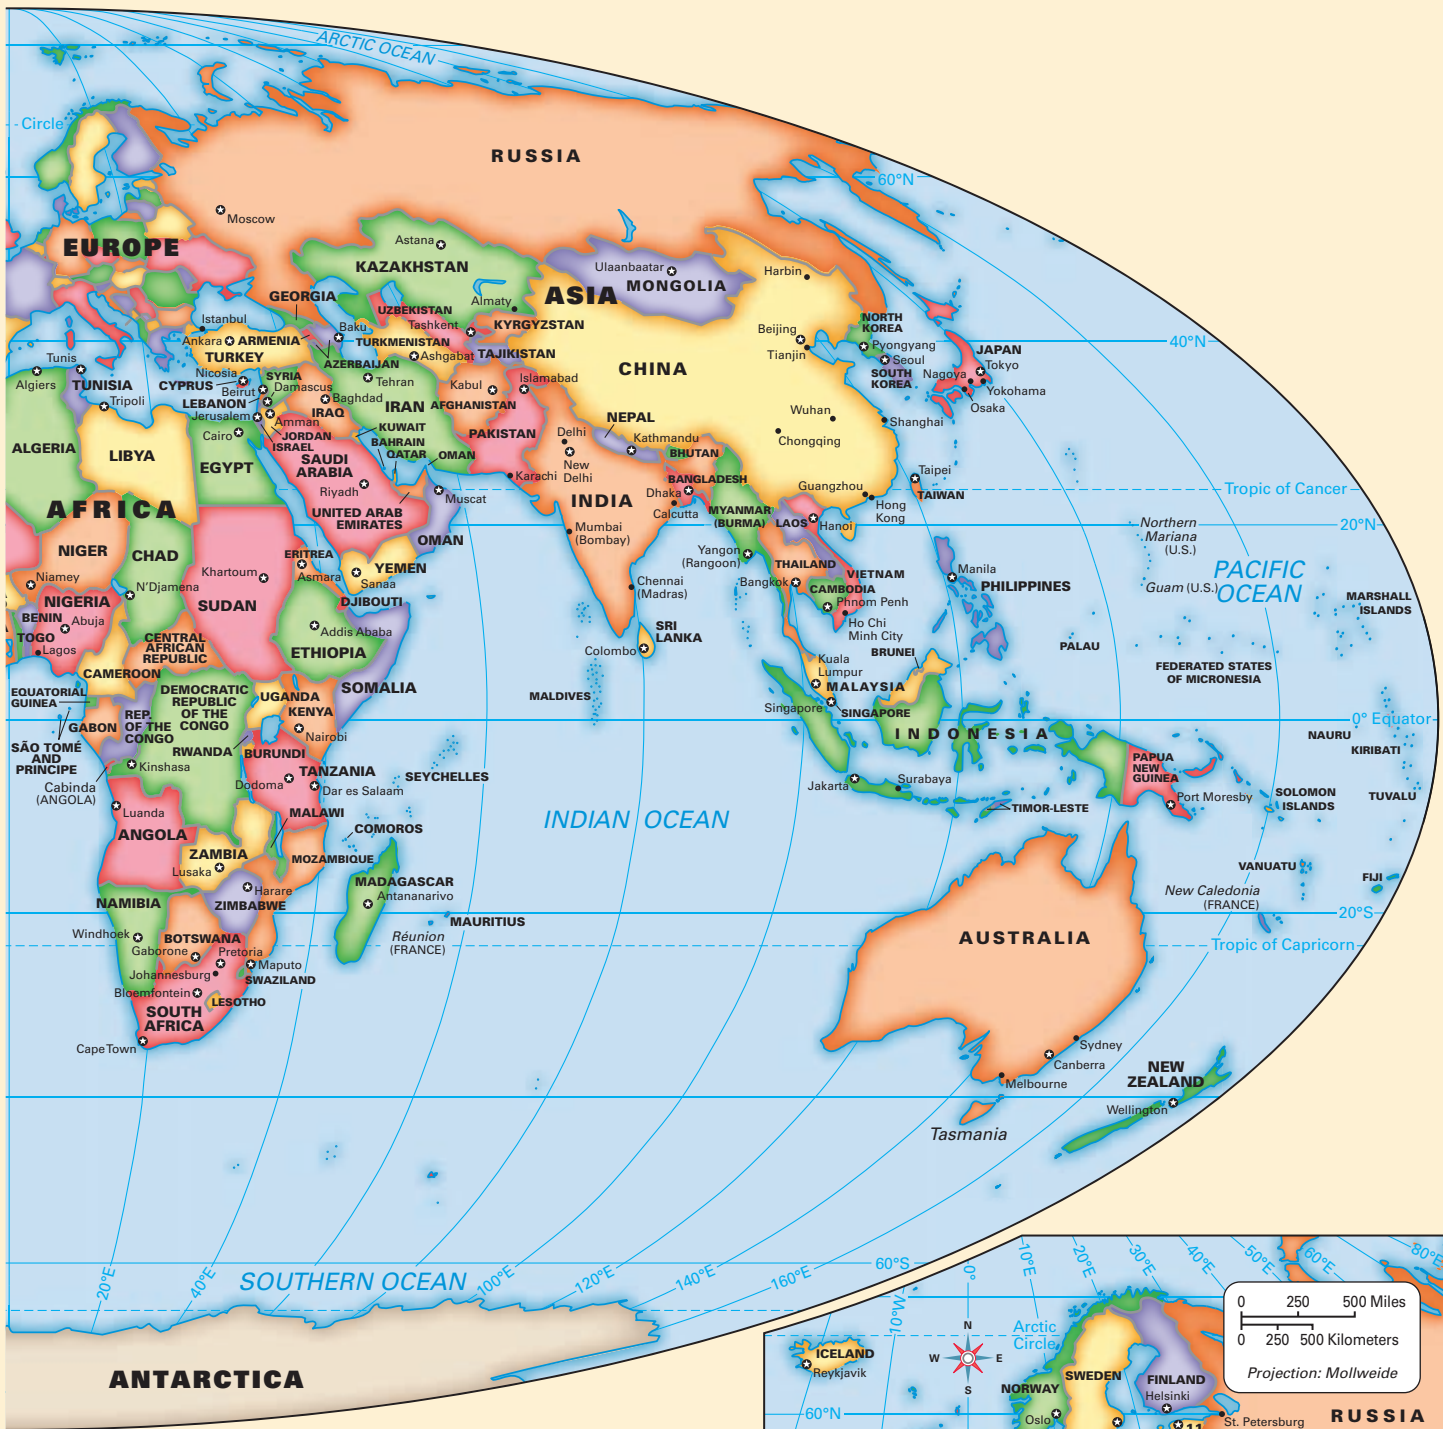 ARCTIC OCEAN
Circle
RUSSIA
60°N
Moscow
EUROPE
Astana
KAZAKHSTAN
Ulaanbaatar
MONGOLIA
Harbin
ASIA
GEORGIA
Almaty
UZBEKISTAN
Tashkent
KYRGYZSTAN
Istanbul
Baku
Ankara
ARMENIA
TURKMENISTAN
TURKEY
Ashgabat
TAJIKISTAN
AZERBAIJAN
NORTH
KOREA
Pyongyang
Seoul
SOUTH
KOREA
JAPAN
Tokyo
Nagoya
Yokohama
Osaka
40°N
Beijing
Tianjin
CHINA
Tunis
Algiers
TUNISIA
Tripoli
Nicosia
CYPRUS
SYRIA
Damascus
Beirut
LEBANON
Jerusalem
Amman
Baghdad
IRAQ
Tehran
IRAN
Kabul
AFGHANISTAN
Islamabad
PAKISTAN
NEPAL
Kathmandu
BHUTAN
Wuhan
Chongqing
Shanghai
ALGERIA
LIBYA
Cairo
EGYPT
JORDAN
ISRAEL
KUWAIT
BAHRAIN
QATAR
OMAN
SAUDI
ARABIA
Riyadh
UNITED ARAB
EMIRATES
Muscat
OMAN
Karachi
Delhi
New
Delhi
INDIA
BANGLADESH
Dhaka
Calcutta
MYANMAR
(BURMA)
LAOS
Hanoi
Guangzhou
Hong
Kong
Taipei
TAIWAN
Tropic of Cancer
20°N
AFRICA
NIGER
CHAD
Niamey
N'Djamena
Khartoum
SUDAN
ERITREA
Asmara
YEMEN
Sanaa
DJIBOUTI
Mumbai
(Bombay)
Chennai
(Madras)
Yangon
(Rangoon)
THAILAND
Bangkok
VIETNAM
CAMBODIA
Phnom Penh
Ho Chi
Minh City
Manila
PHILIPPINES
Northern
Mariana
(U.S.)
Guam (U.S.)
PACIFIC
OCEAN
MARSHALL
ISLANDS
NIGERIA
BENIN
Abuja
TOGO
Lagos
CENTRAL
AFRICAN
REPUBLIC
CAMEROON
Addis Ababa
ETHIOPIA
SOMALIA
SRI
LANKA
Colombo
MALDIVES
BRUNEI
Kuala
Lumpur
MALAYSIA
Singapore
SINGAPORE
PALAU
FEDERATED STATES
OF MICRONESIA
EQUATORIAL
GUINEA
GABON
REP.
OF THE
CONGO
DEMOCRATIC
REPUBLIC
OF THE
CONGO
UGANDA
KENYA
Nairobi
RWANDA
BURUNDI
0° Equator
NAURU
KIRIBATI
SÃO TOMÉ
AND
PRINCIPE
Kinshasa
Cabinda
(ANGOLA)
TANZANIA
Dodoma
Dar es Salaam
SEYCHELLES
INDONESIA
Jakarta
Surabaya
TIMOR-LESTE
PAPUA
NEW
GUINEA
Port Moresby
SOLOMON
ISLANDS
TUVALU
Luanda
ANGOLA
MALAWI
COMOROS
INDIAN OCEAN
ZAMBIA
Lusaka
MOZAMBIQUE
Harare
ZIMBABWE
MADAGASCAR
Antananarivo
MAURITIUS
Réunion
(FRANCE)
VANUATU
FIJI
New Caledonia
(FRANCE)
20°S
NAMIBIA
Windhoek
BOTSWANA
Gaborone
Pretoria
Johannesburg
Maputo
SWAZILAND
Bloemfontein
LESOTHO
SOUTH
AFRICA
Cape Town
AUSTRALIA
Tropic of Capricorn
Sydney
Canberra
Melbourne
Tasmania
NEW
ZEALAND
Wellington
60°S
20°E
40°E
SOUTHERN OCEAN
100°E
120°E
140°E
160°E
ANTARCTICA
10°W
0°
10°E
20°E
30°E
40°E
50°E
60°E
80°E
Arctic
Circle
N
W
E
S
ICELAND
Reykjavik
60°N
NORWAY
Oslo
SWEDEN
FINLAND
Helsinki
11
St. Petersburg
RUSSIA
0 250 500 Miles
0 250 500 Kilometers
Projection: Mollweide